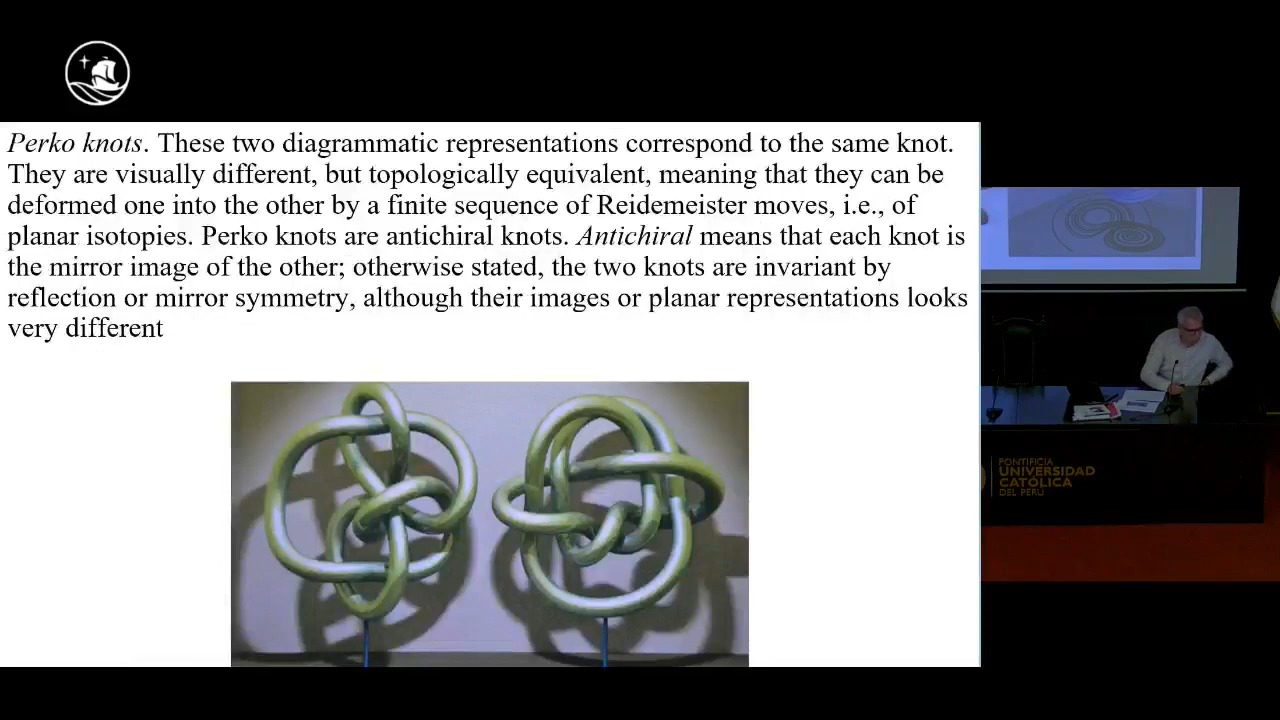 Perko knots. These two diagrammatic representations correspond to the same knot.
They are visually different, but topologically equivalent, meaning that they can be
deformed one into the other by a finite sequence of Reidemeister moves, i.e., of
planar isotopies. Perko knots are antichiral knots. Antichiral means that each knot is
the mirror image of the other; otherwise stated, the two knots are invariant by
reflection or mirror symmetry, although their images or planar representations looks
very different
PONTIFICIA
UNIVERSIDAD
CATÓLICA
DEL PERÚ